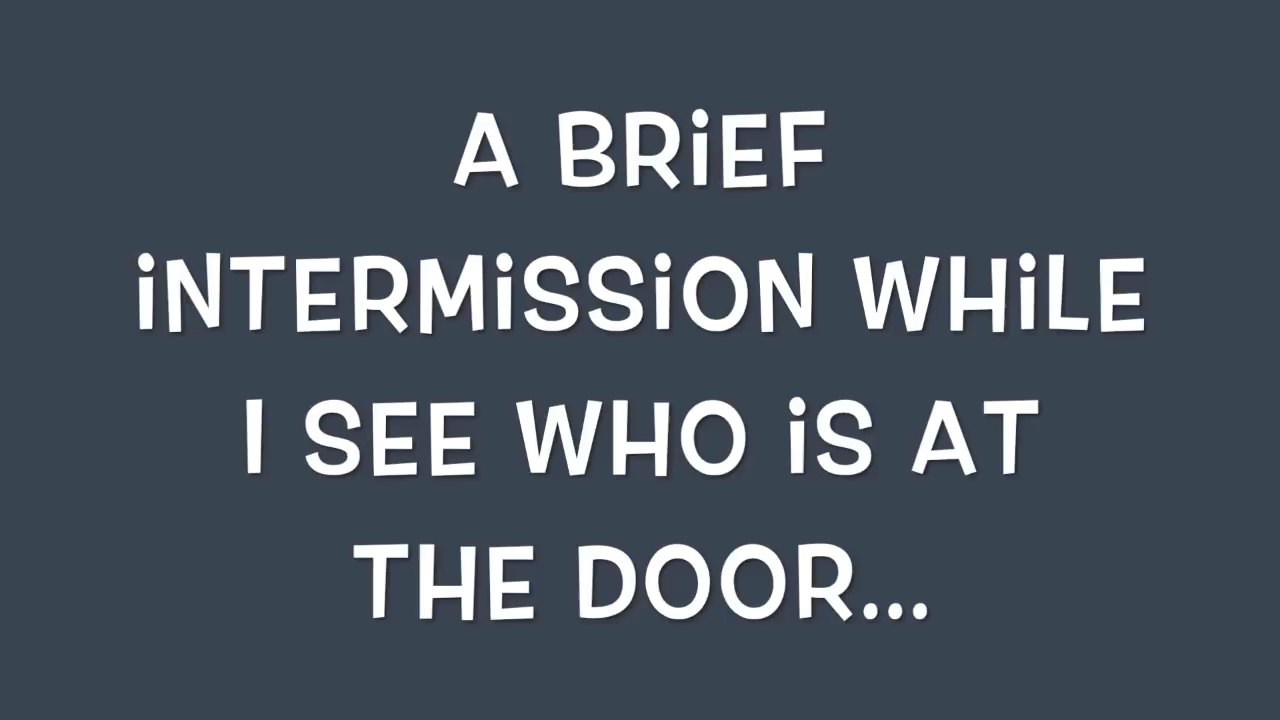 A BRiEF
iNTERMiSSiON WHiLE
I SEE WHO iS AT
THE DOOR...